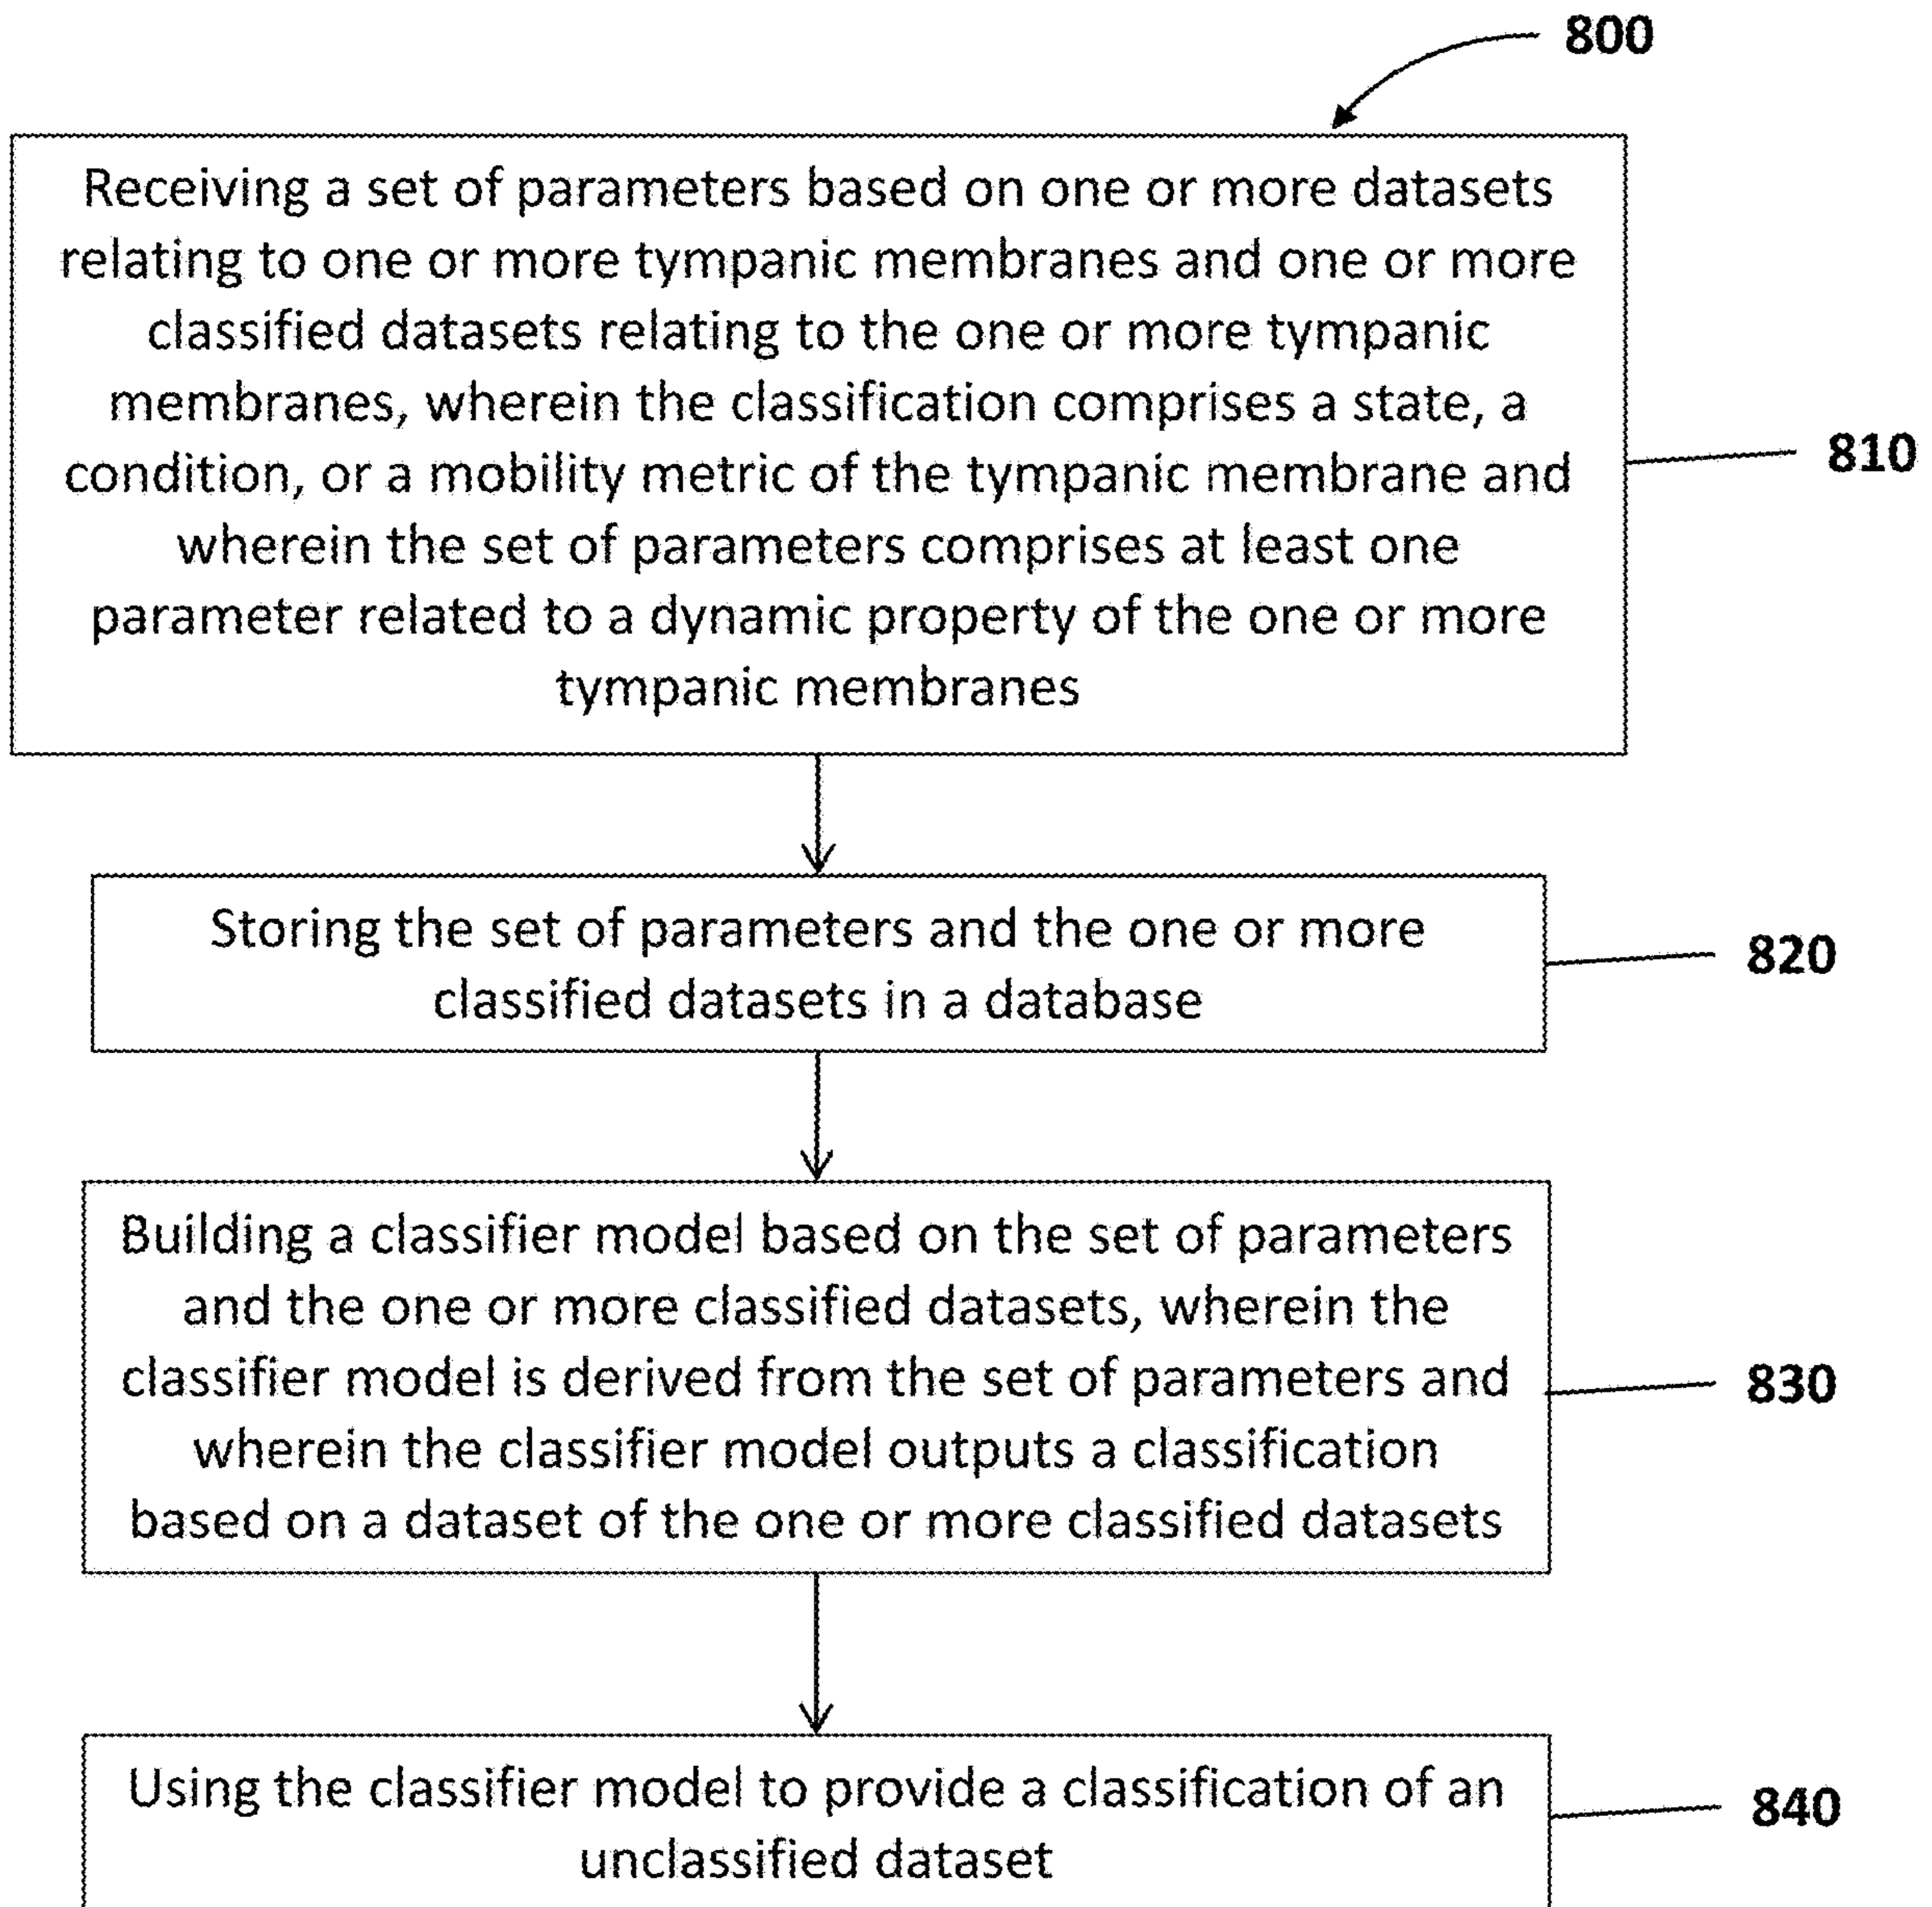 800
Receiving a set of parameters based on one or more datasets
relating to one or more tympanic membranes and one or more
classified datasets relating to the one or more tympanic
membranes, wherein the classification comprises a state, a
condition, or a mobility metric of the tympanic membrane and
wherein the set of parameters comprises at least one
parameter related to a dynamic property of the one or more
tympanic membranes
810
Storing the set of parameters and the one or more
classified datasets in a database
820
Building a classifier model based on the set of parameters
and the one or more classified datasets, wherein the
classifier model is derived from the set of parameters and
wherein the classifier model outputs a classification
based on a dataset of the one or more classified datasets
830
Using the classifier model to provide a classification of an
unclassified dataset
840